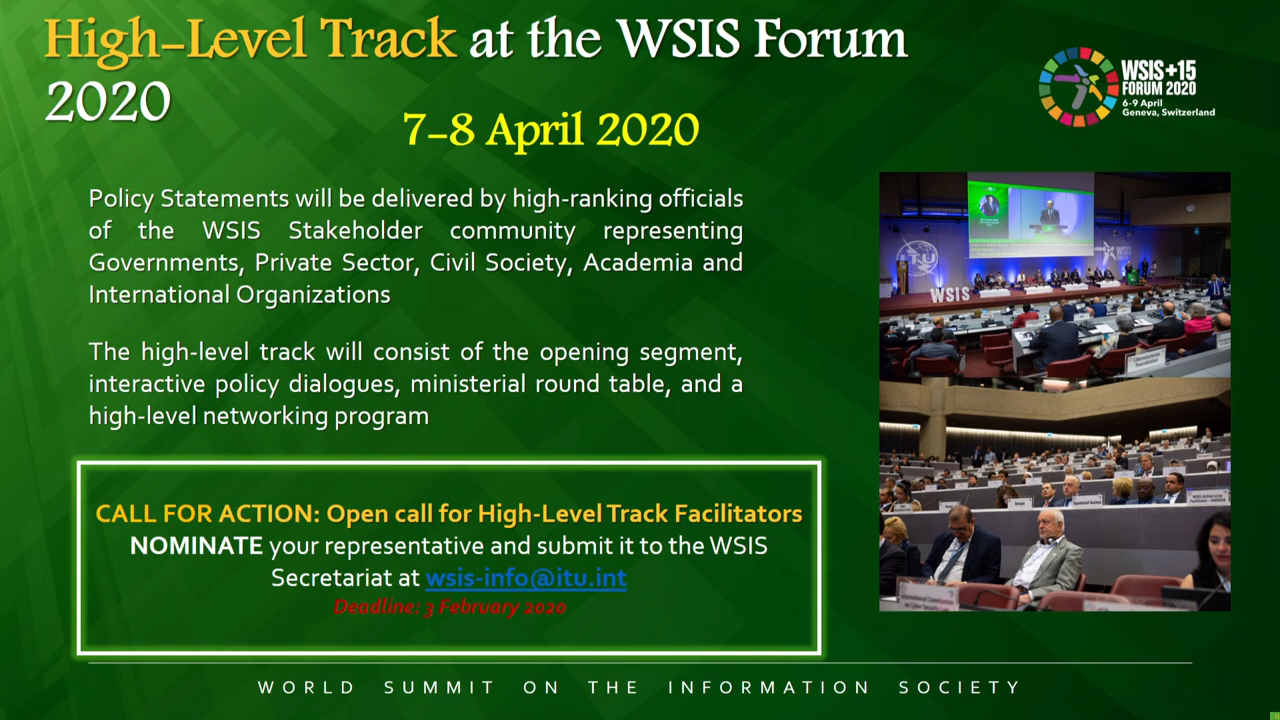 High-Level Track at the WSIS Forum
2020
7-8 April 2020
WSIS+15
FORUM 2020
6-9 April
Geneva, Switzerland
Policy Statements will be delivered by high-ranking officials
of the WSIS Stakeholder community representing
Governments, Private Sector, Civil Society, Academia and
International Organizations
The high-level track will consist of the opening segment,
interactive policy dialogues, ministerial round table, and a
high-level networking program
CALL FOR ACTION: Open call for High-Level Track Facilitators
NOMINATE your representative and submit it to the WSIS
Secretariat at wsis-info@itu.int
Deadline: 3 February 2020
ITU
WSIS
WSIS
WORLD SUMMIT ON THE INFORMATION SOCIETY